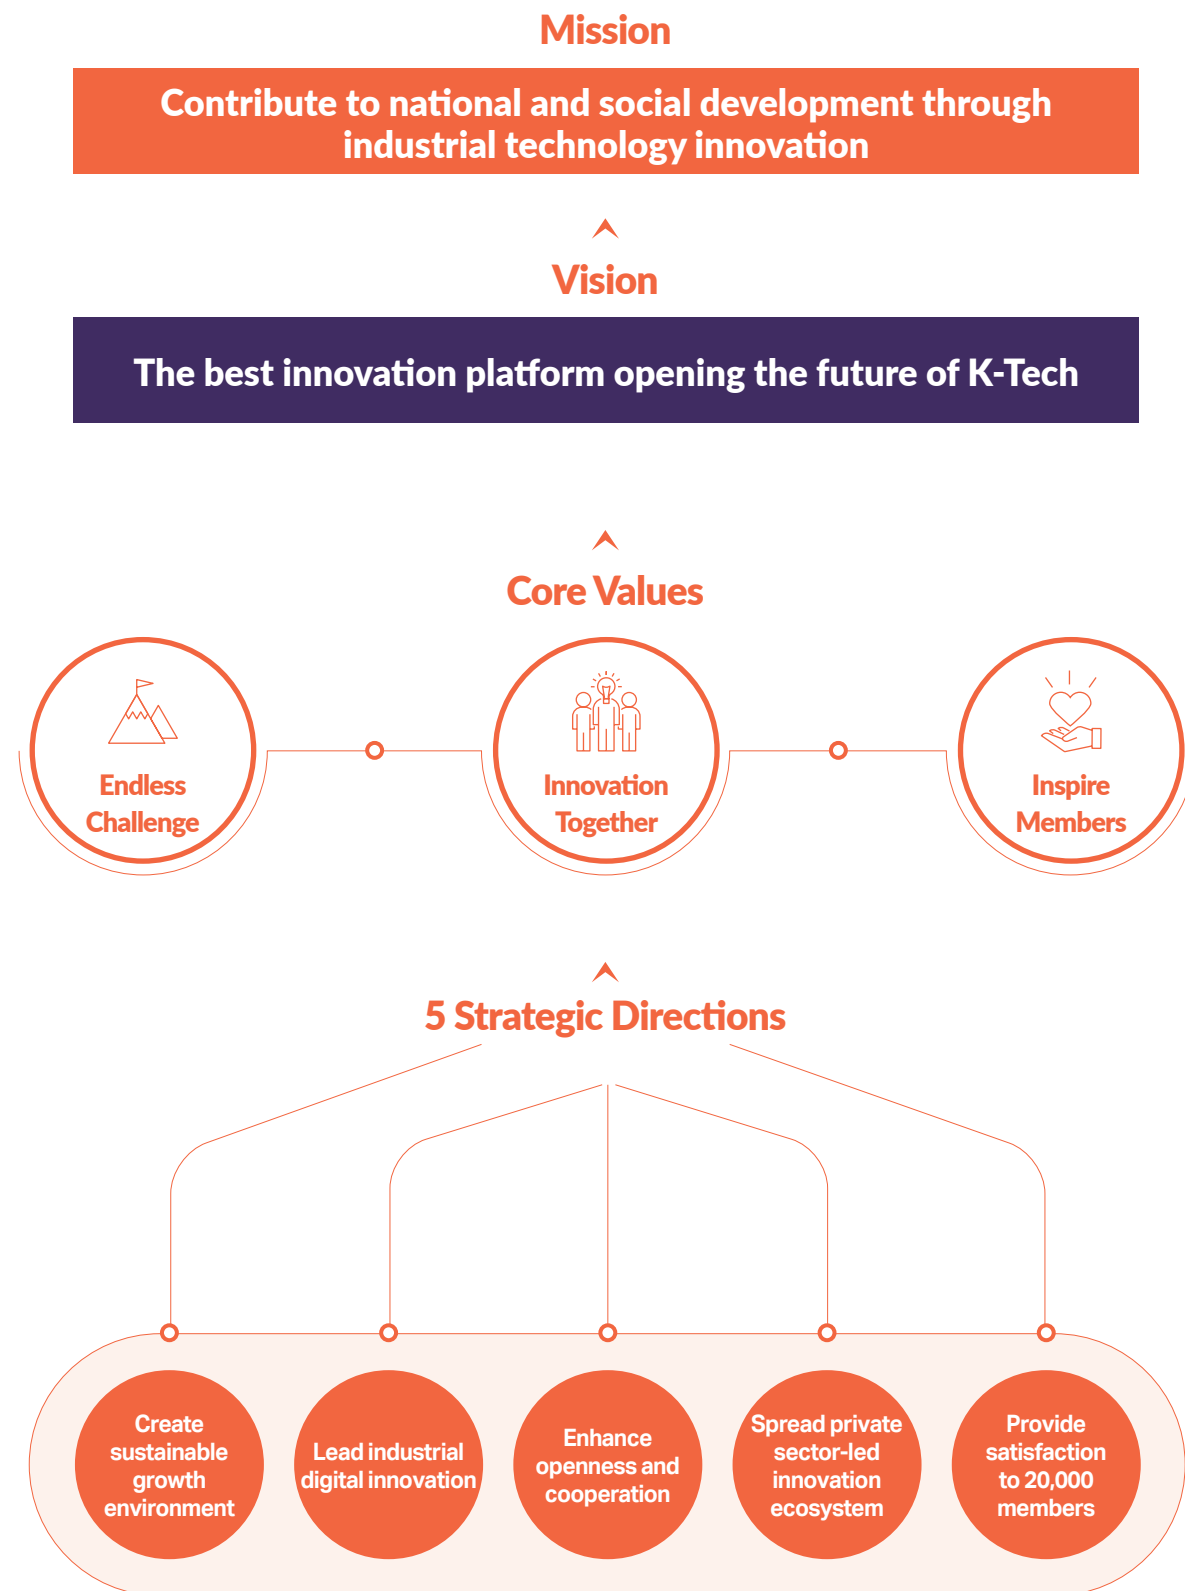 Mission
Contribute to national and social development through
industrial technology innovation
Vision
The best innovation platform opening the future of K-Tech
Core Values
Endless
Challenge
Innovation
Together
Inspire
Members
5 Strategic Directions
Create
sustainable
growth
environment
Lead industrial
digital innovation
Enhance
openness and
cooperation
Spread private
sector-led
innovation
ecosystem
Provide
satisfaction
to 20,000
members